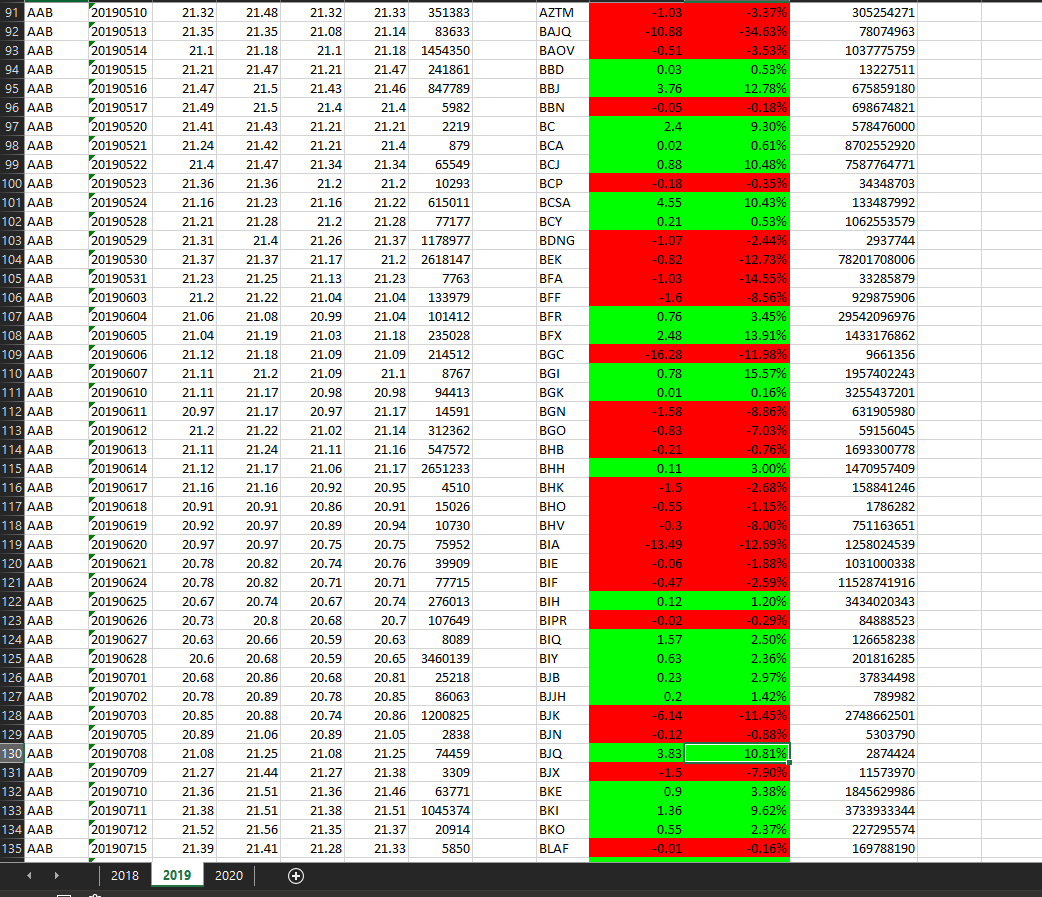 91 AAB 20190510 21.32 21.48 21.32 21.33 351383 AZTM -1.03 -3.37% 305254271
92 AAB 20190513 21.35 21.35 21.08 21.14 83633 BAJQ -10.88 -34.63% 78074963
93 AAB 20190514 21.1 21.18 21.1 21.18 1454350 BAOV -0.51 -3.53% 1037775759
94 AAB 20190515 21.21 21.47 21.21 21.47 241861 BBD 0.03 0.53% 13227511
95 AAB 20190516 21.47 21.5 21.43 21.46 847789 BBJ 3.76 12.78% 675859180
96 AAB 20190517 21.49 21.5 21.4 21.4 5982 BBN -0.05 -0.18% 698674821
97 AAB 20190520 21.41 21.43 21.21 21.21 2219 BC 2.4 9.30% 578476000
98 AAB 20190521 21.24 21.42 21.21 21.4 879 BCA 0.02 0.61% 8702552920
99 AAB 20190522 21.4 21.47 21.34 21.34 65549 BCJ 0.88 10.48% 7587764771
100 AAB 20190523 21.36 21.36 21.2 21.2 10293 BCP -0.18 -0.35% 34348703
101 AAB 20190524 21.16 21.23 21.16 21.22 615011 BCSA 4.55 10.43% 133487992
102 AAB 20190528 21.21 21.28 21.2 21.28 77177 BCY 0.21 0.53% 1062553579
103 AAB 20190529 21.31 21.4 21.26 21.37 1178977 BDNG -1.07 -2.44% 2937744
104 AAB 20190530 21.37 21.37 21.17 21.2 2618147 BEK -0.82 -12.73% 78201708006
105 AAB 20190531 21.23 21.25 21.13 21.23 7763 BFA -1.03 -14.55% 33285879
106 AAB 20190603 21.2 21.22 21.04 21.04 133979 BFF -1.6 -8.56% 929875906
107 AAB 20190604 21.06 21.08 20.99 21.04 101412 BFR 0.76 3.45% 29542096976
108 AAB 20190605 21.04 21.19 21.03 21.18 235028 BFX 2.48 13.91% 1433176862
109 AAB 20190606 21.12 21.18 21.09 21.09 214512 BGC -16.28 -11.98% 9661356
110 AAB 20190607 21.11 21.2 21.09 21.1 8767 BGI 0.78 15.57% 1957402243
111 AAB 20190610 21.11 21.17 20.98 20.98 94413 BGK 0.01 0.16% 3255437201
112 AAB 20190611 20.97 21.17 20.97 21.17 14591 BGN -1.58 -8.86% 631905980
113 AAB 20190612 21.2 21.22 21.02 21.14 312362 BGO -0.83 -7.03% 59156045
114 AAB 20190613 21.11 21.24 21.11 21.16 547572 BHB -0.21 -0.76% 1693300778
115 AAB 20190614 21.12 21.17 21.06 21.17 2651233 BHH 0.11 3.00% 1470957409
116 AAB 20190617 21.16 21.16 20.92 20.95 4510 BHK -1.5 -2.68% 158841246
117 AAB 20190618 20.91 20.91 20.86 20.91 15026 BHO -0.55 -1.15% 1786282
118 AAB 20190619 20.92 20.97 20.89 20.94 10730 BHV -0.3 -8.00% 751163651
119 AAB 20190620 20.97 20.97 20.75 20.75 75952 BIA -13.49 -12.69% 1258024539
120 AAB 20190621 20.78 20.82 20.74 20.76 39909 BIE -0.06 -1.88% 1031000338
121 AAB 20190624 20.78 20.82 20.71 20.71 77715 BIF -0.47 -2.59% 11528741916
122 AAB 20190625 20.67 20.74 20.67 20.74 276013 BIH 0.12 1.20% 3434020343
123 AAB 20190626 20.73 20.8 20.68 20.7 107649 BIPR -0.02 -0.29% 84888523
124 AAB 20190627 20.63 20.66 20.59 20.63 8089 BIQ 1.57 2.50% 126658238
125 AAB 20190628 20.6 20.68 20.59 20.65 3460139 BIY 0.63 2.36% 201816285
126 AAB 20190701 20.68 20.86 20.68 20.81 25218 BJB 0.23 2.97% 37834498
127 AAB 20190702 20.78 20.89 20.78 20.85 86063 BJJH 0.2 1.42% 789982
128 AAB 20190703 20.85 20.88 20.74 20.86 1200825 BJK -6.14 -11.45% 2748662501
129 AAB 20190705 20.89 21.06 20.89 21.05 2838 BJN -0.12 -0.88% 5303790
130 AAB 20190708 21.08 21.25 21.08 21.25 74459 BJQ 3.83 10.81% 2874424
131 AAB 20190709 21.27 21.44 21.27 21.38 3309 BJX -1.5 -7.90% 11573970
132 AAB 20190710 21.36 21.51 21.36 21.46 63771 BKE 0.9 3.38% 1845629986
133 AAB 20190711 21.38 21.51 21.38 21.51 1045374 BKI 1.36 9.62% 3733933344
134 AAB 20190712 21.52 21.56 21.35 21.37 20914 BKO 0.55 2.37% 227295574
135 AAB 20190715 21.39 21.41 21.28 21.33 5850 BLAF -0.01 -0.16% 169788190
2018 2019 2020